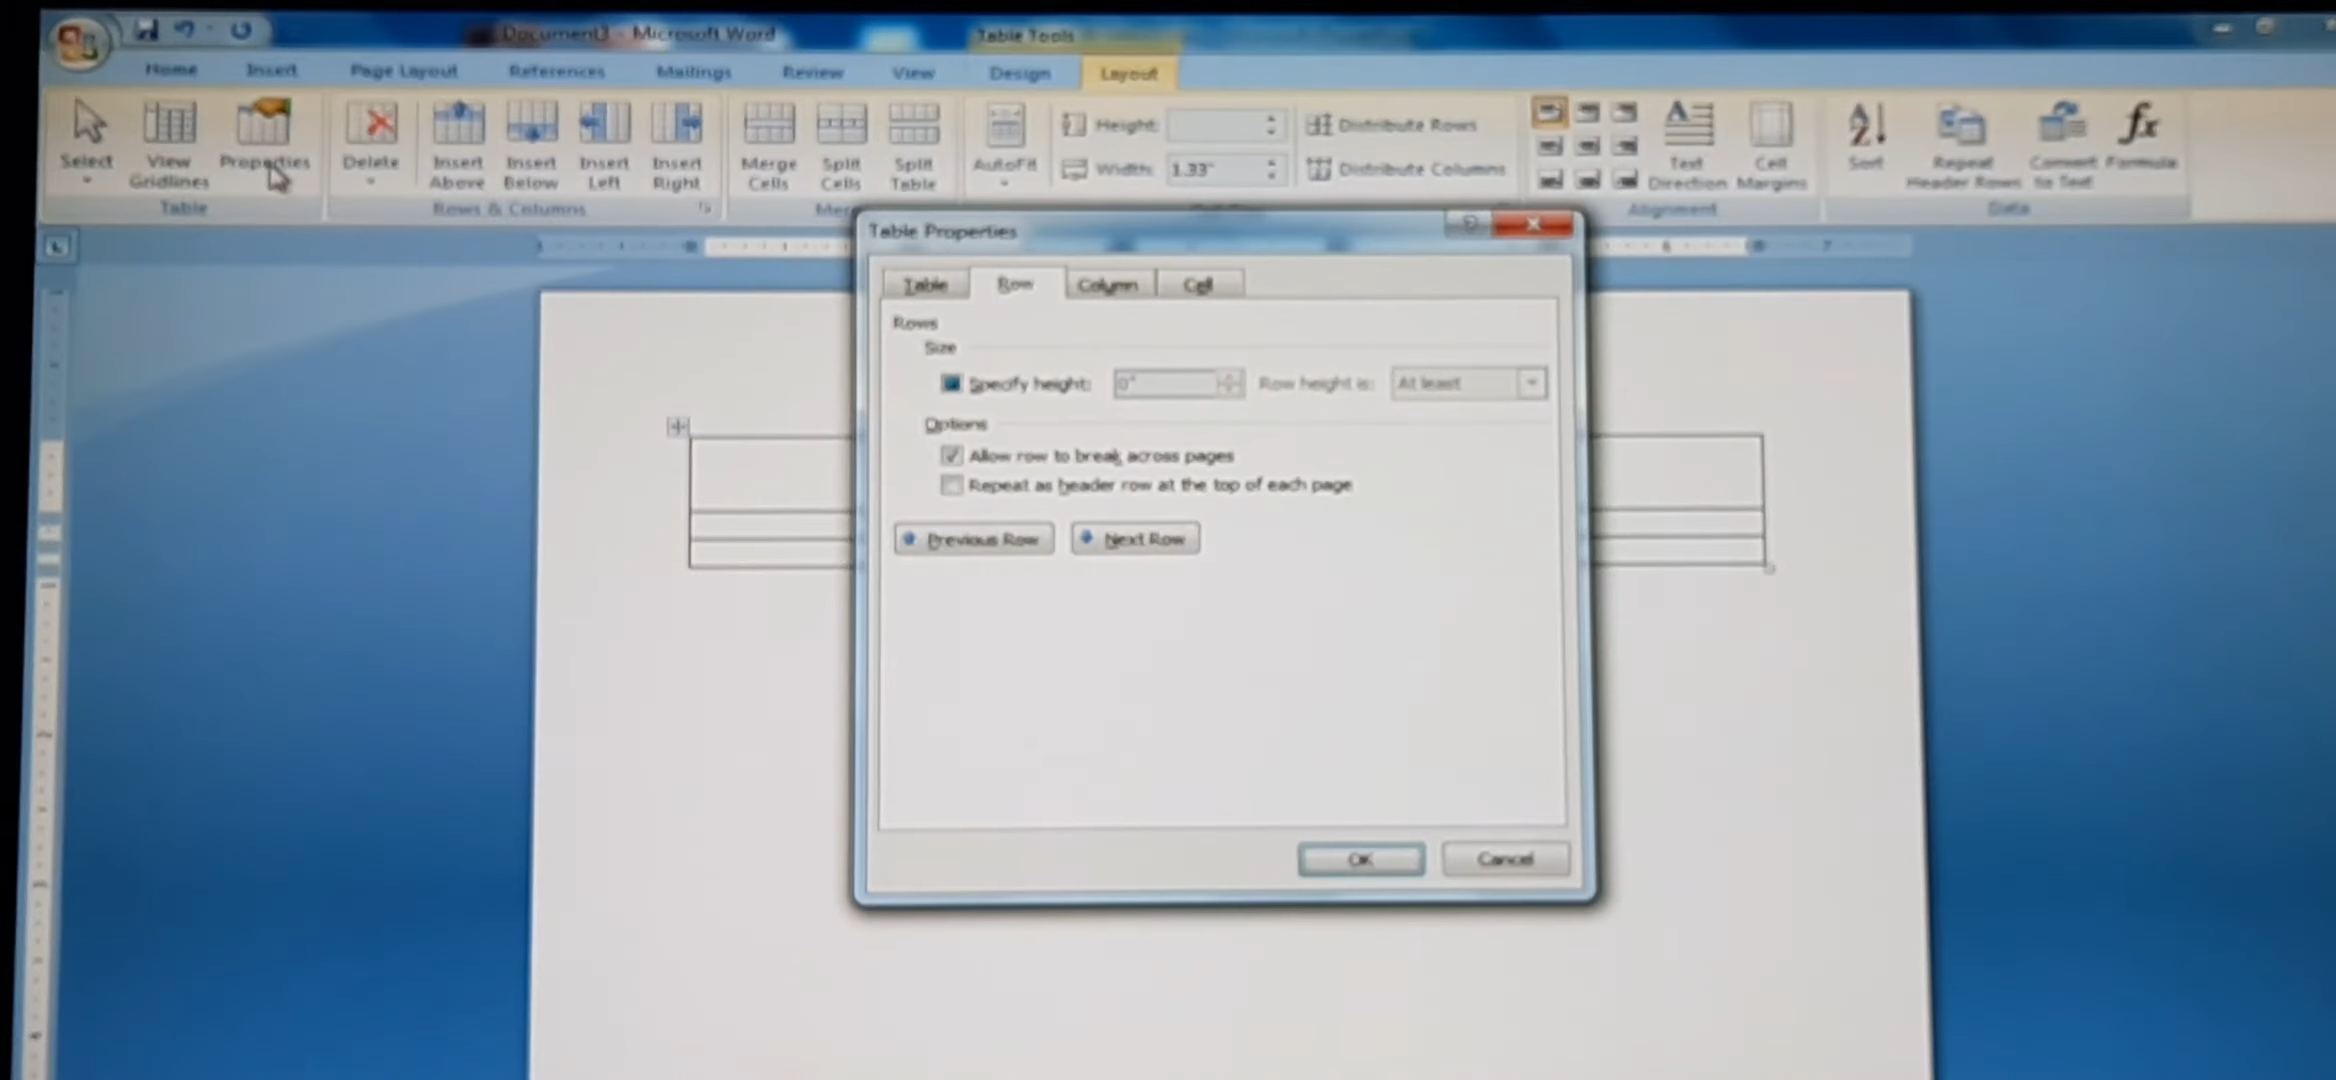 Document3 - Microsoft Word
Table Tools
Home Insert Page Layout References Mailings Review View Design Layout
Select
View Gridlines
Properties
Delete
Insert Above
Insert Below
Insert Left
Insert Right
Merge Cells
Split Cells
Split Table
AutoFit
Height:
Width: 1.33"
Distribute Rows
Distribute Columns
Text Direction
Cell Margins
Sort
Repeat Header Rows
Convert to Text
fx
Formula
Table
Rows & Columns
Mer
Alignment
Data
6
7
Table Properties
Table Row Column Cell
Rows
Size
Specify height: 0" Row height is: At least
Options
Allow row to break across pages
Repeat as header row at the top of each page
Previous Row Next Row
OK Cancel